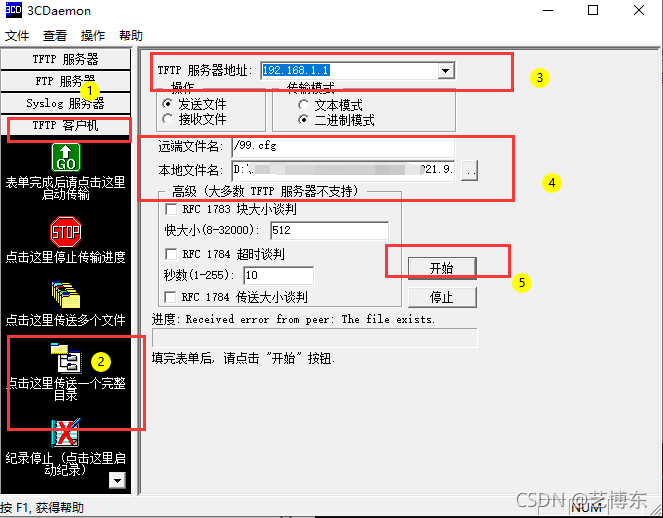 3CDaemon
文件 查看 操作 帮助
TFTP 服务器
FTP 服务器
1
Syslog 服务器
TFTP 客户机
GO
表单完成后请点击这里
启动传输
STOP
点击这里停止传输进度
点击这里传送多个文件
2
点击这里传送一个完整
目录
纪录停止 (点击这里启
动纪录)
TFTP 服务器地址: 192.168.1.1
3
操作
发送文件
接收文件
传输模式
文本模式
二进制模式
远端文件名: /99.cfg
本地文件名: D:\ 21.9. ..
4
高级 (大多数 TFTP 服务器不支持)
RFC 1783 块大小谈判
快大小(8-32000): 512
RFC 1784 超时谈判
秒数(1-255): 10
RFC 1784 传送大小谈判
开始
5
停止
进度: Received error from peer: The file exists.
填完表单后, 请点击 "开始" 按钮.
按 F1, 获得帮助
NUM
CSDN @艺博东